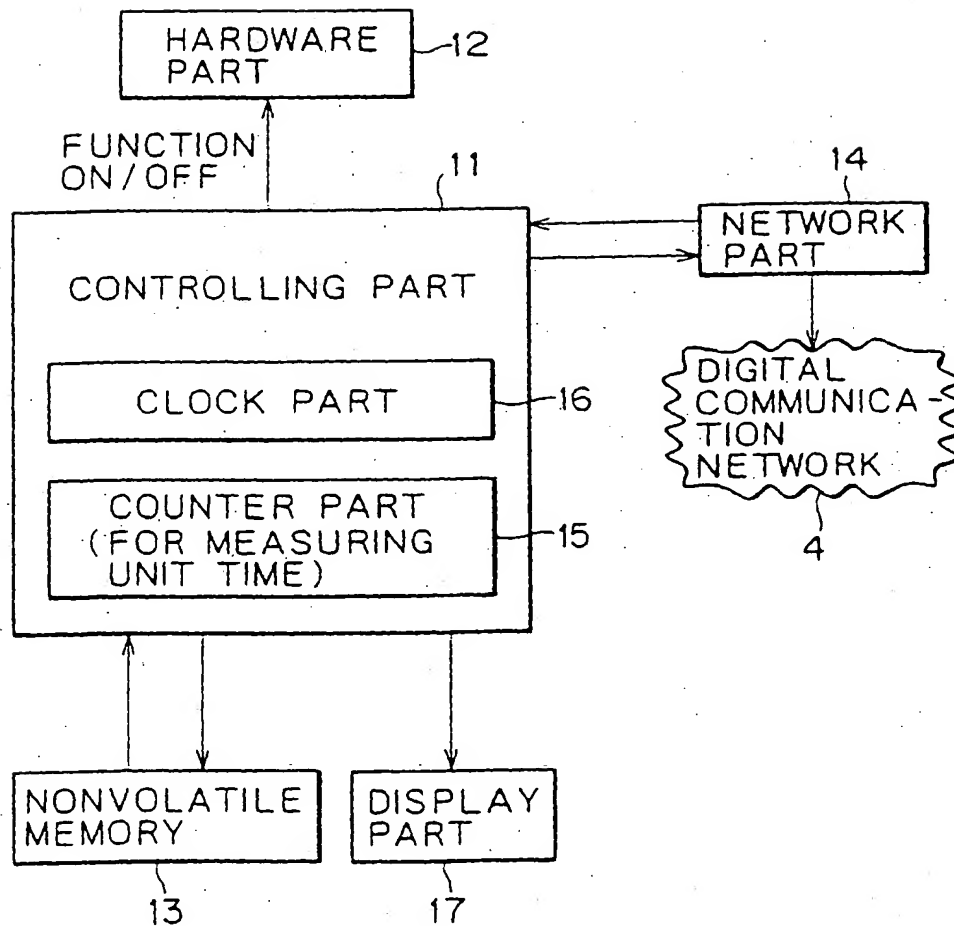 HARDWARE
PART
12
FUNCTION
ON/OFF
11
14
NETWORK
PART
CONTROLLING PART
CLOCK PART
16
DIGITAL
COMMUNICA-
TION
NETWORK
COUNTER PART
(FOR MEASURING
UNIT TIME)
15
4
NONVOLATILE
MEMORY
DISPLAY
PART
13
17